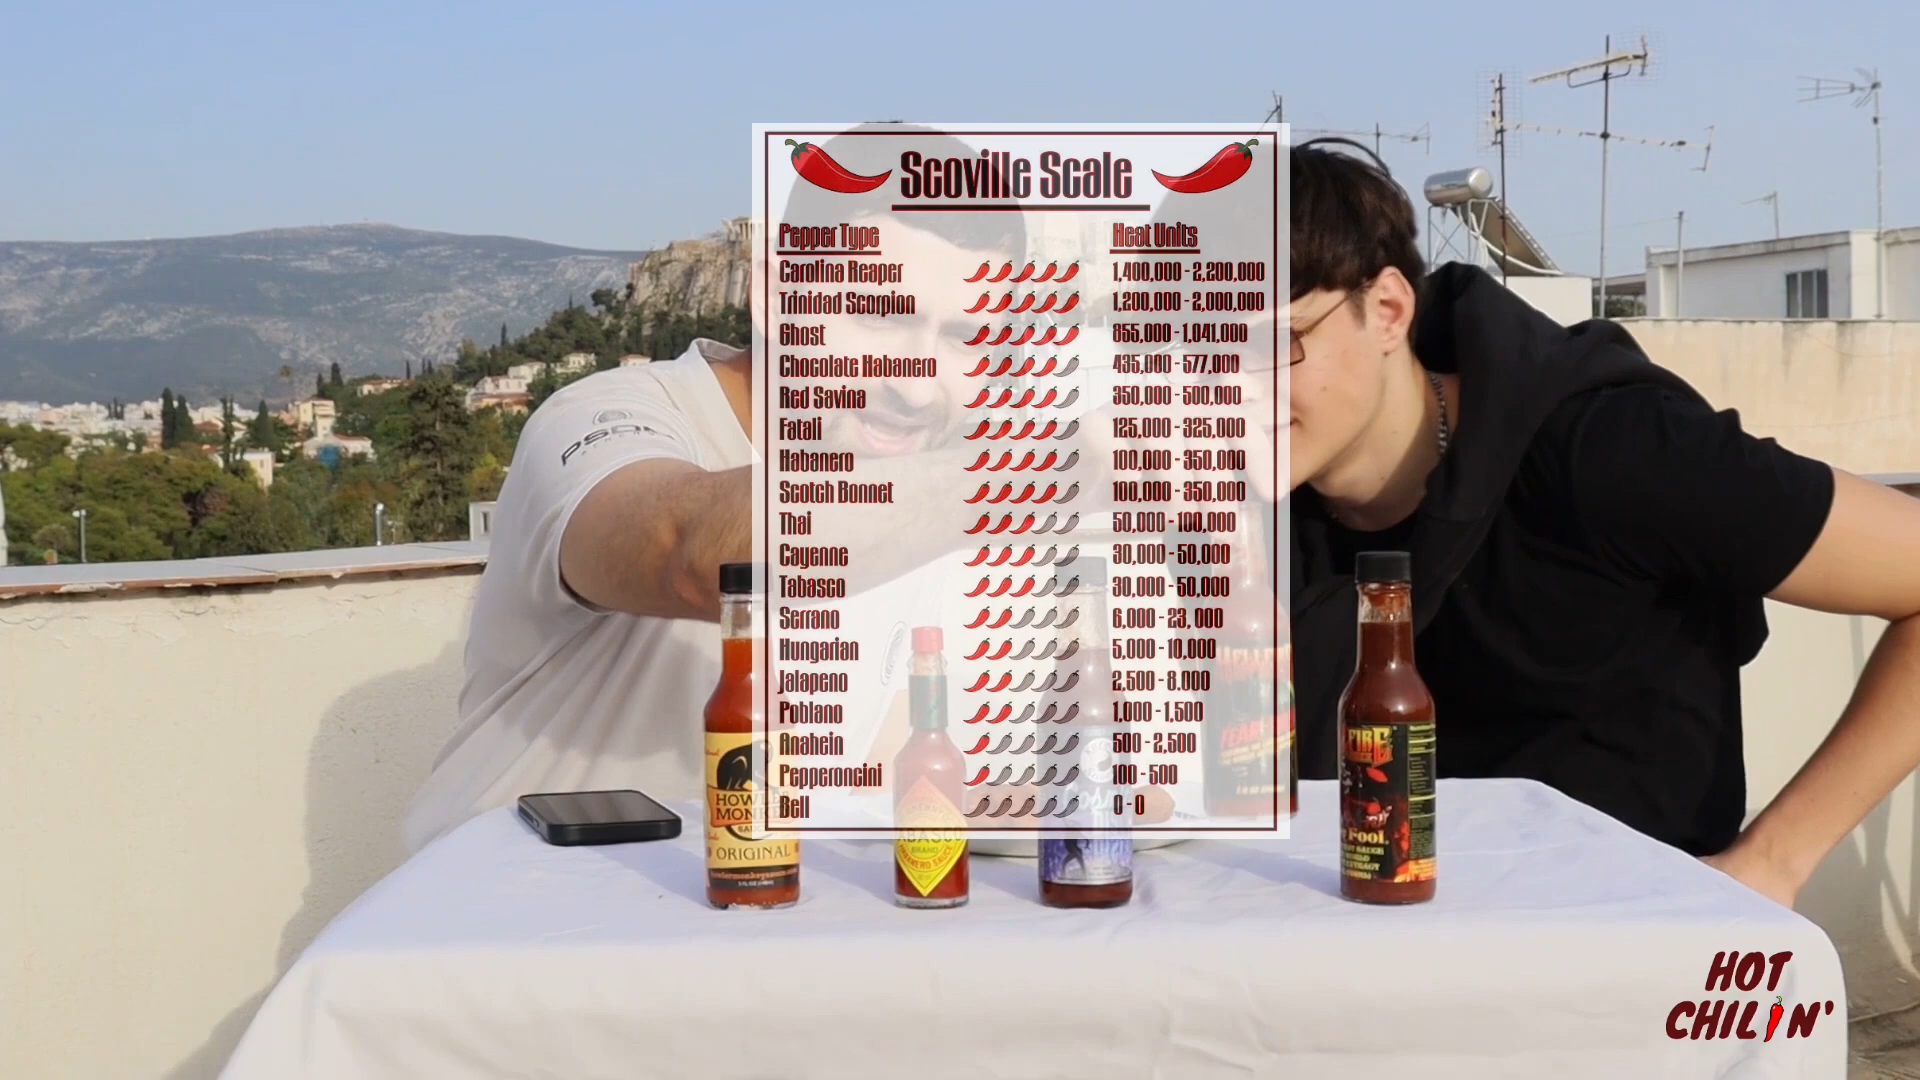 Scoville Scale
Pepper Type Heat Units
Carolina Reaper 1,400,000 - 2,200,000
Trinidad Scorpion 1,200,000 - 2,000,000
Ghost 855,000 - 1,041,000
Chocolate Habanero 435,000 - 577,000
Red Savina 350,000 - 500,000
Fatali 125,000 - 325,000
Habanero 100,000 - 350,000
Scotch Bonnet 100,000 - 350,000
Thai 50,000 - 100,000
Cayenne 30,000 - 50,000
Tabasco 30,000 - 50,000
Serrano 6,000 - 23, 000
Hungarian 5,000 - 10,000
Jalapeno 2,500 - 8.000
Poblano 1,000 - 1,500
Anahein 500 - 2,500
Pepperoncini 100 - 500
Bell 0 - 0
HOWLER
MONKEY
ORIGINAL
TABASCO
BRAND
HABANERO SAUCE
FIRE
Fool
HOT
CHILIN'